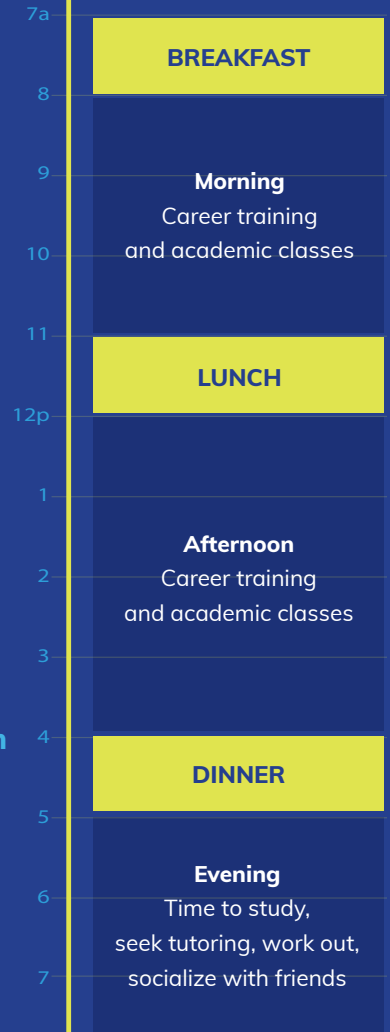 7a
BREAKFAST
8
9
Morning
Career training
10
and academic classes
11
LUNCH
12p
1
Afternoon
2
Career training
and academic classes
3
4
DINNER
5
Evening
6
Time to study,
seek tutoring, work out,
7
socialize with friends